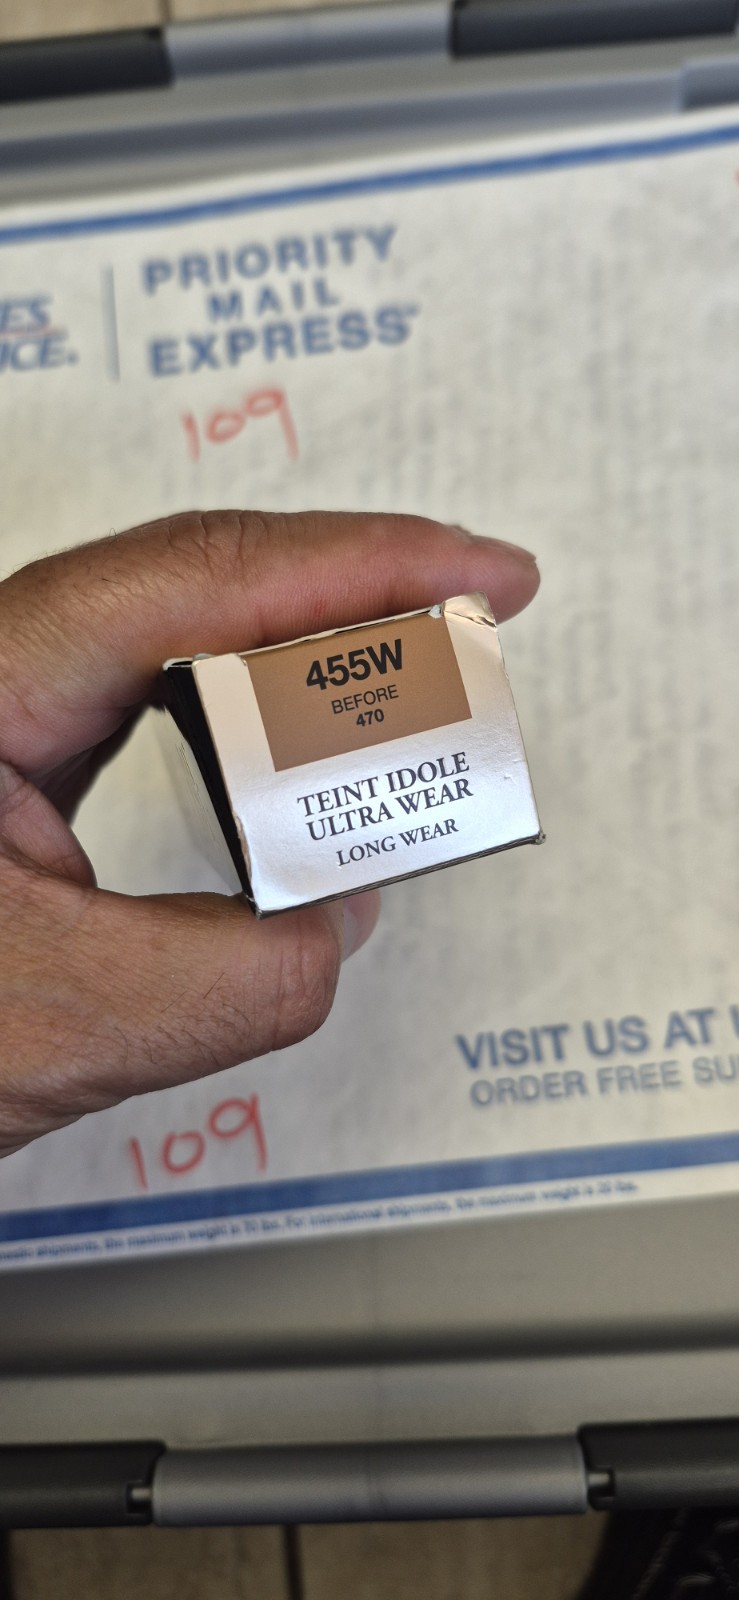 PRIORITY
MAIL
EXPRESS
109
455W
BEFORE
470
TEINT IDOLE
ULTRA WEAR
LONG WEAR
VISIT US AT
ORDER FREE
109